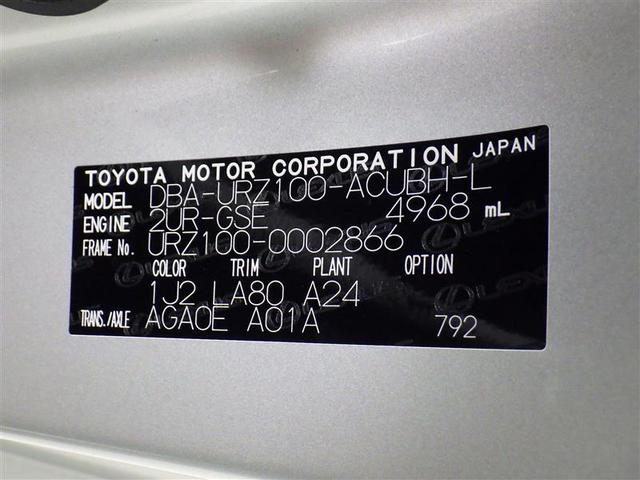 TOYOTA MOTOR CORPORATION JAPAN
MODEL DBA-URZ100-ACUBH-L
ENGINE 2UR-GSE 4968 mL
FRAME No. URZ100-0002866
COLOR TRIM PLANT OPTION
1J2 LA80 A24
TRANS./AXLE AGA0E A01A 792
LEXUS